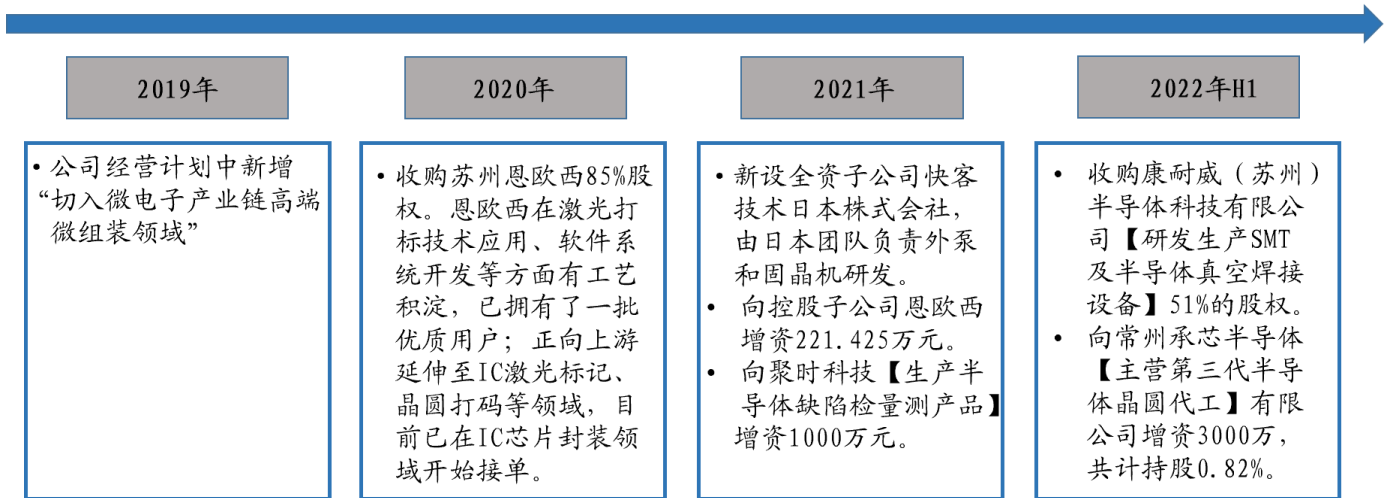 2019年
• 公司经营计划中新增
“切入微电子产业链高端
微组装领域”
2020年
• 收购苏州恩欧西85%股
权。恩欧西在激光打
标技术应用、软件系
统开发等方面有工艺
积淀，已拥有了一批
优质用户；正向上游
延伸至IC激光标记、
晶圆打码等领域，目
前已在IC芯片封装领
域开始接单。
2021年
• 新设全资子公司快客
技术日本株式会社，
由日本团队负责外泵
和固晶机研发。
• 向控股子公司恩欧西
增资221.425万元。
• 向聚时科技【生产半
导体缺陷检量测产品】
增资1000万元。
2022年H1
• 收购康耐威（苏州）
半导体科技有限公
司【研发生产SMT
及半导体真空焊接
设备】51%的股权。
• 向常州承芯半导体
【主营第三代半导
体晶圆代工】有限
公司增资3000万，
共计持股0.82%。